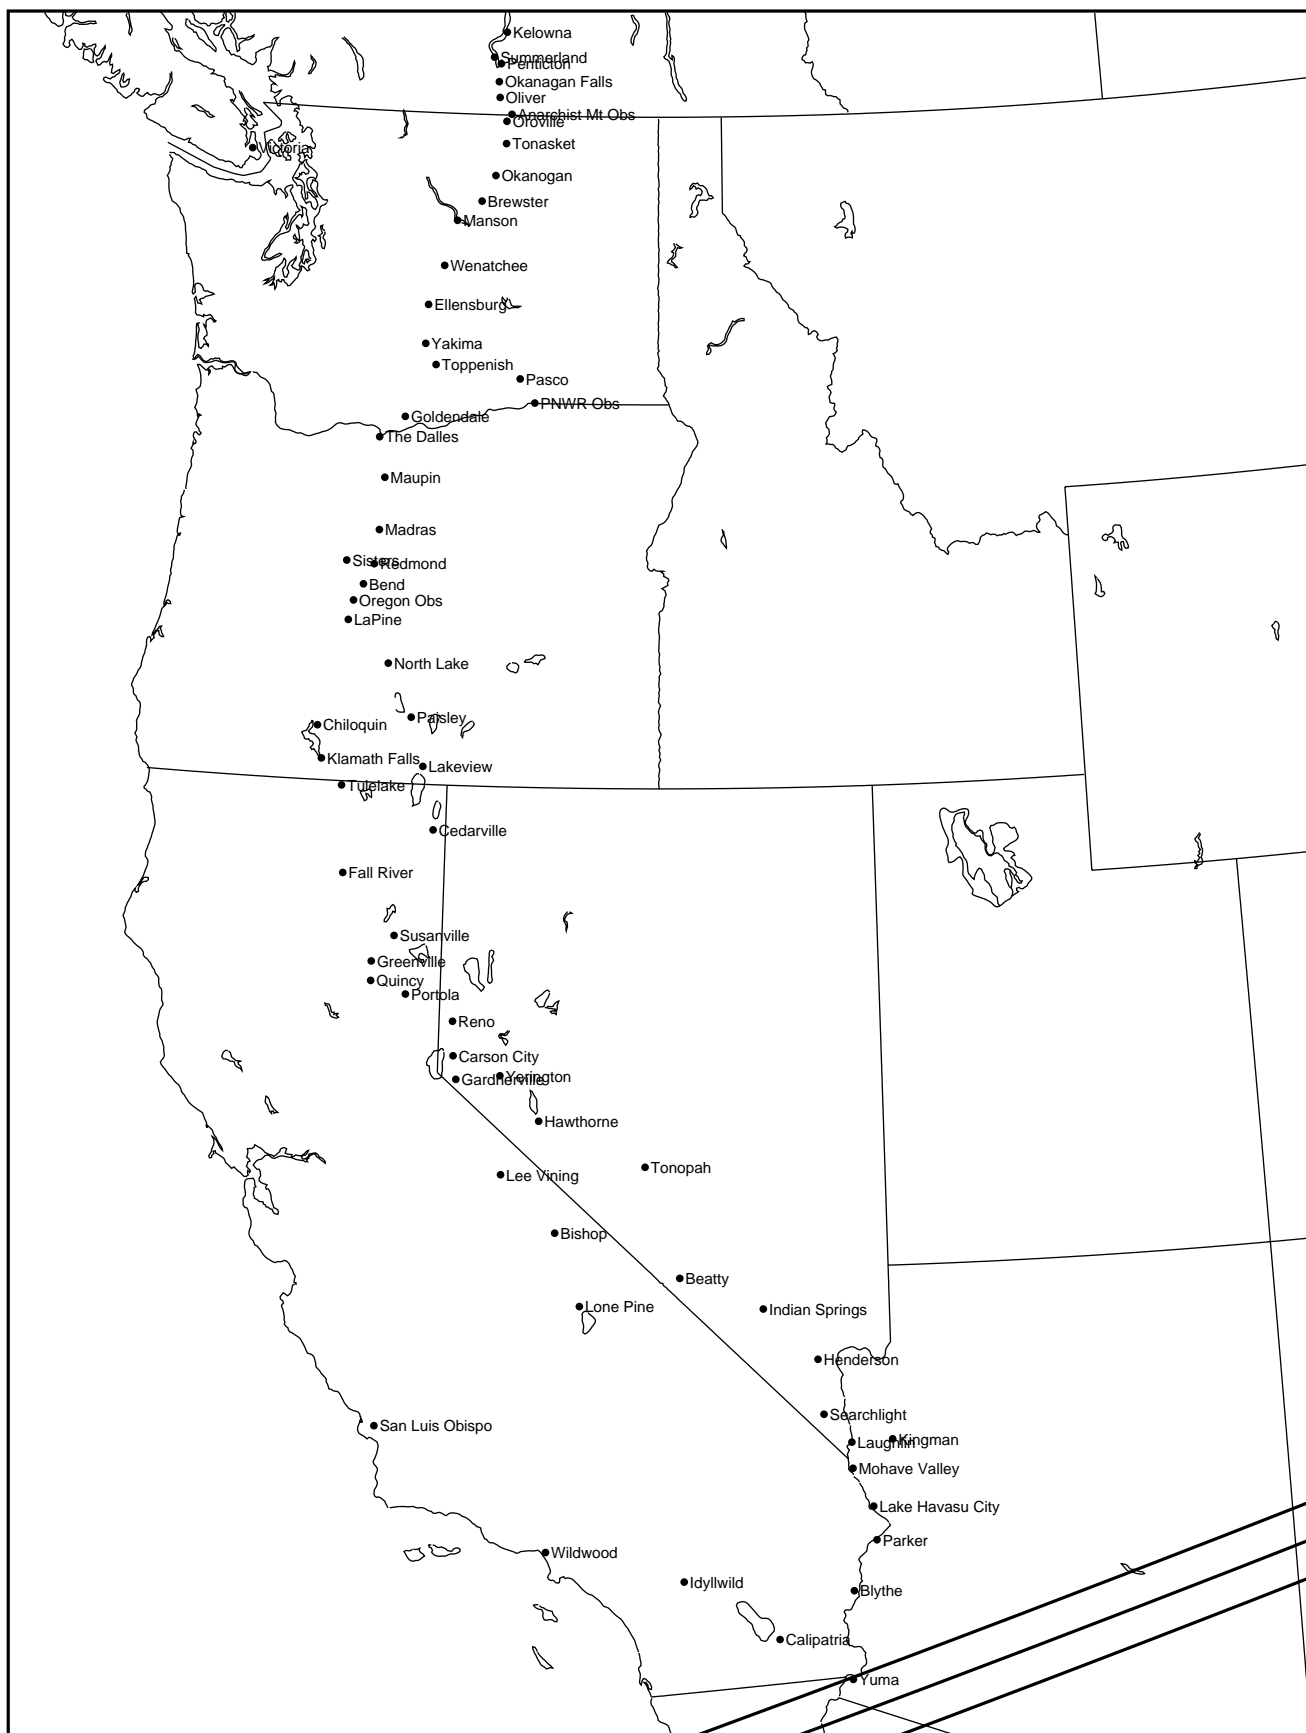 Kelowna
Summerland
Penticton
Okanagan Falls
Oliver
Anarchist Mt Obs
Oroville
Tonasket
Victoria
Okanogan
Brewster
Manson
Wenatchee
Ellensburg
Yakima
Toppenish
Pasco
PNWR Obs
Goldendale
The Dalles
Maupin
Madras
Sisters
Redmond
Bend
Oregon Obs
LaPine
North Lake
Paisley
Chiloquin
Klamath Falls
Lakeview
Tulelake
Cedarville
Fall River
Susanville
Greenville
Quincy
Portola
Reno
Carson City
Yerington
Gardnerville
Hawthorne
Tonopah
Lee Vining
Bishop
Beatty
Lone Pine
Indian Springs
Henderson
Searchlight
San Luis Obispo
Kingman
Laughlin
Mohave Valley
Lake Havasu City
Parker
Wildwood
Idyllwild
Blythe
Calipatria
Yuma